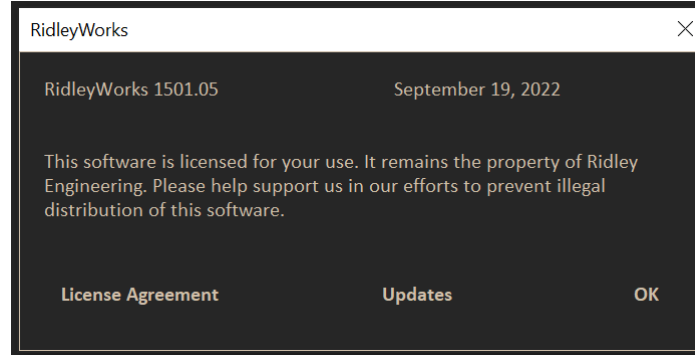 RidleyWorks
RidleyWorks 1501.05 September 19, 2022
This software is licensed for your use. It remains the property of Ridley
Engineering. Please help support us in our efforts to prevent illegal
distribution of this software.
License Agreement Updates OK